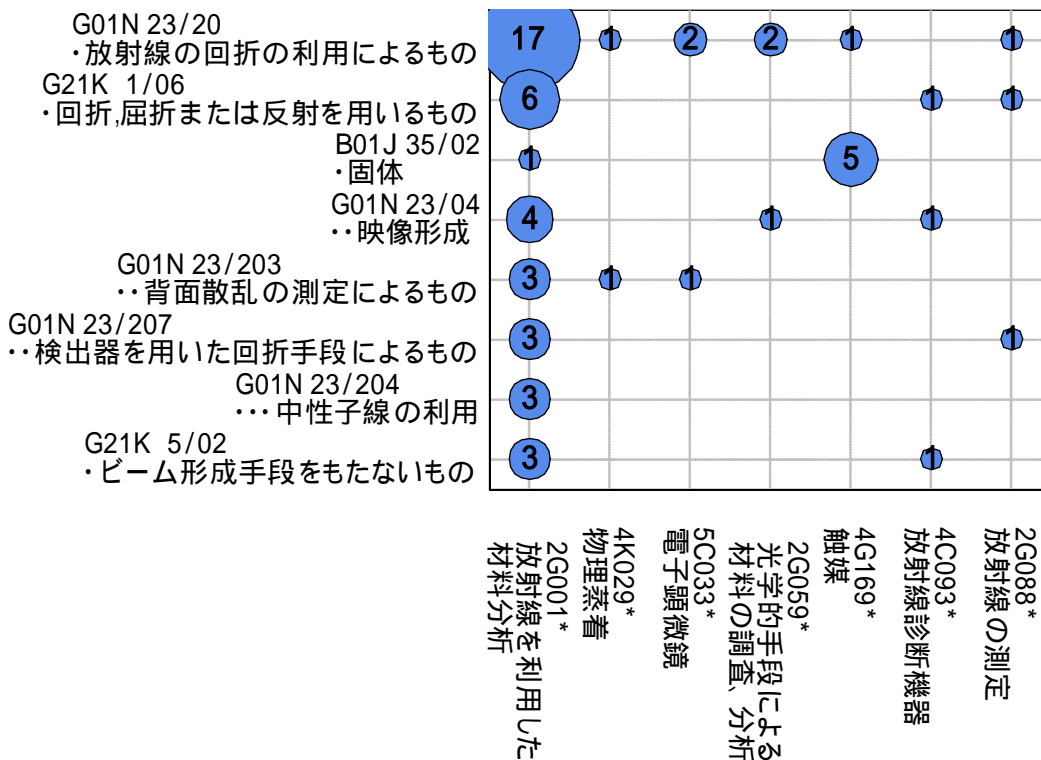 G01N 23/20
・放射線の回折の利用によるもの
17 1 2 2 1 1
G21K 1/06
・回折,屈折または反射を用いるもの
6 1 1
B01J 35/02
・固体
1 5
G01N 23/04
・・映像形成
4 1 1
G01N 23/203
・・背面散乱の測定によるもの
3 1 1
G01N 23/207
・・検出器を用いた回折手段によるもの
3 1
G01N 23/204
・・・中性子線の利用
3
G21K 5/02
・ビーム形成手段をもたないもの
3 1
2G001*
放射線を利用した
材料分析
4K029*
物理蒸着
5C033*
電子顕微鏡
2G059*
光学的手段による
材料の調査、分析
4G169*
触媒
4C093*
放射線診断機器
2G088*
放射線の測定